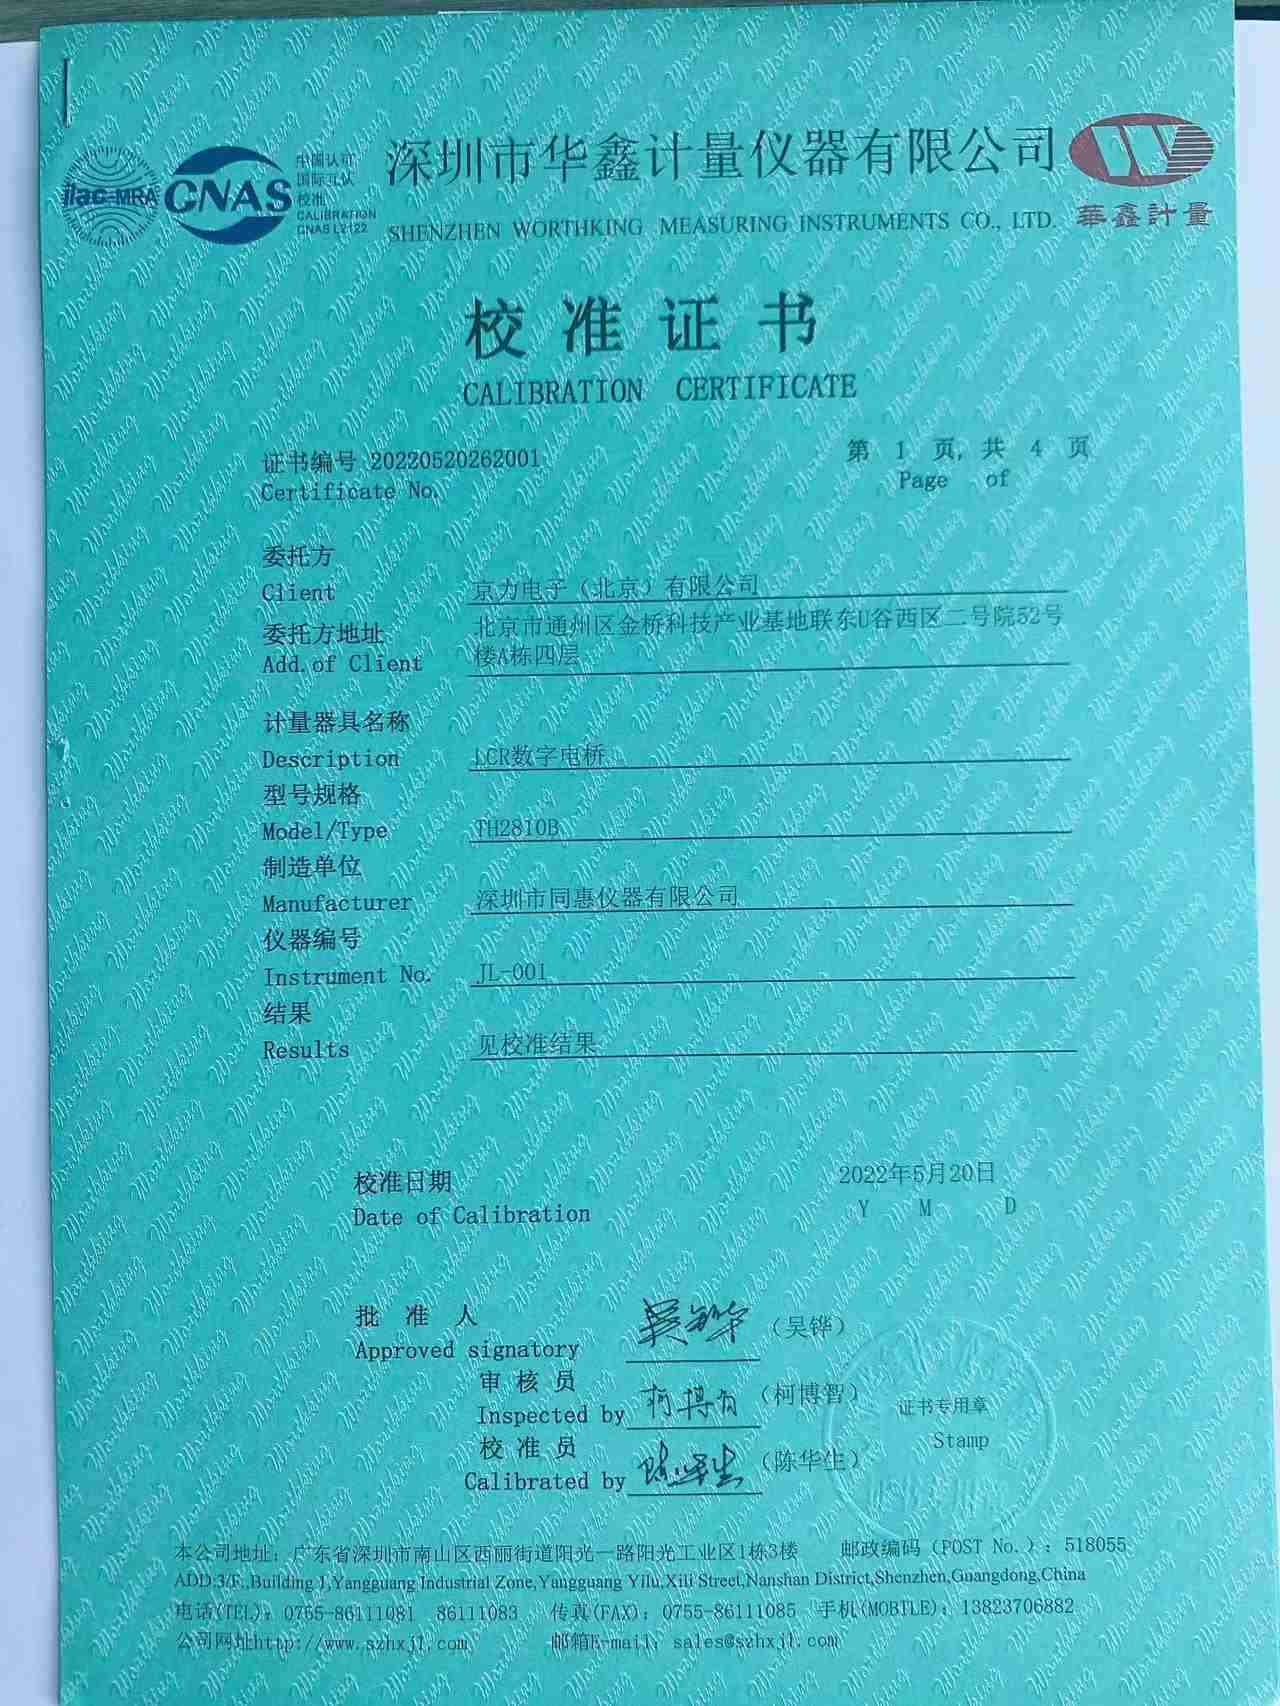 ilac-MRA
CNAS
中国认可
国际互认
校准
CALIBRATION
CNAS L2122
深圳市华鑫计量仪器有限公司
SHENZHEN WORTHKING MEASURING INSTRUMENTS CO., LTD.
華鑫計量
校准证书
CALIBRATION CERTIFICATE
证书编号 20220520262001
Certificate No.
第 1 页, 共 4 页
Page of
委托方
Client 京力电子（北京）有限公司
委托方地址 北京市通州区金桥科技产业基地联东U谷西区二号院52号
Add.of Client 楼A栋四层
计量器具名称
Description LCR数字电桥
型号规格
Model/Type TH2810B
制造单位
Manufacturer 深圳市同惠仪器有限公司
仪器编号
Instrument No. JL-001
结果
Results 见校准结果
校准日期 2022年5月20日
Date of Calibration Y M D
批 准 人 吴铧（吴铧）
Approved signatory
审 核 员 柯博智（柯博智）
Inspected by
校 准 员 陈华生（陈华生）
Calibrated by
证书专用章
Stamp
本公司地址：广东省深圳市南山区西丽街道阳光一路阳光工业区1栋3楼 邮政编码（POST No.）：518055
ADD:3/F.,Building 1,Yangguang Industrial Zone,Yangguang Yilu,Xili Street,Nanshan District,Shenzhen,Guangdong,China
电话(TEL)：0755-86111081 86111083 传真(FAX)：0755-86111085 手机(MOBILE)：13823706882
公司网址http://www.szhxjl.com 邮箱E-mail：sales@szhxjl.com